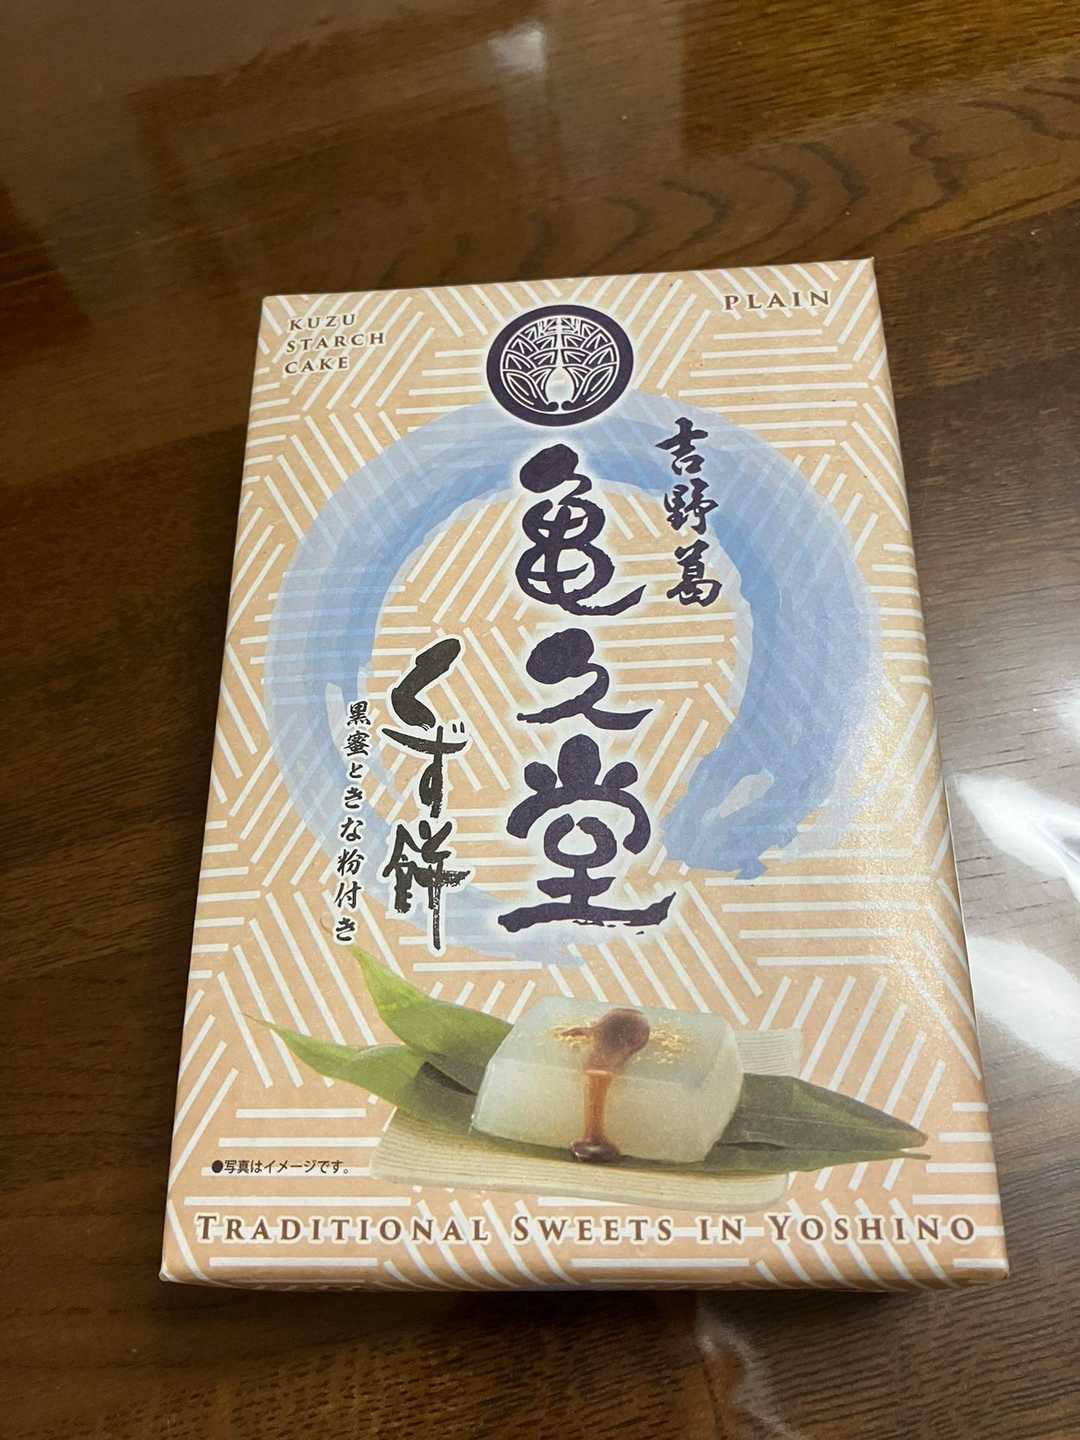 KUZU
STARCH
CAKE
PLAIN
吉野葛
亀久堂
くず餅
黒蜜ときな粉付き
●写真はイメージです。
TRADITIONAL SWEETS IN YOSHINO